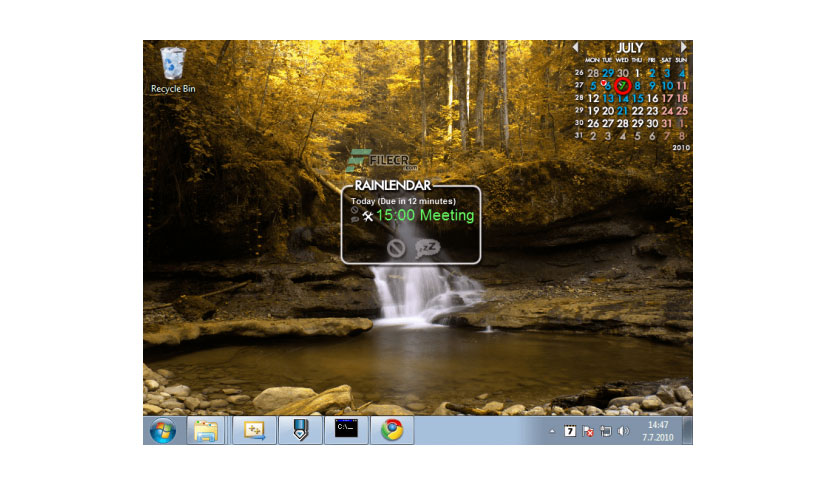 Recycle Bin
JULY
MON TUE WED THU FRI SAT SUN
26 28 29 30 1 2 3 4
27 5 6 7 8 9 10 11
28 12 13 14 15 16 17 18
29 19 20 21 22 23 24 25
30 26 27 28 29 30 31 1
31 2 3 4 5 6 7 8
2010
FILECR
.com
RAINLENDAR
Today (Due in 12 minutes)
15:00 Meeting
zZ
C:\
7
14:47
7.7.2010